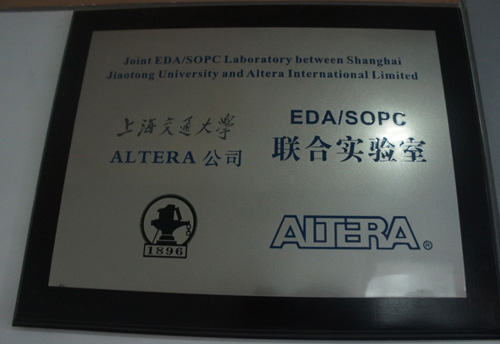 Joint EDA/SOPC Laboratory between Shanghai
Jiaotong University and Altera International Limited
上海交通大學
ALTERA 公司
EDA/SOPC
联合实验室
1896
ALTERA®